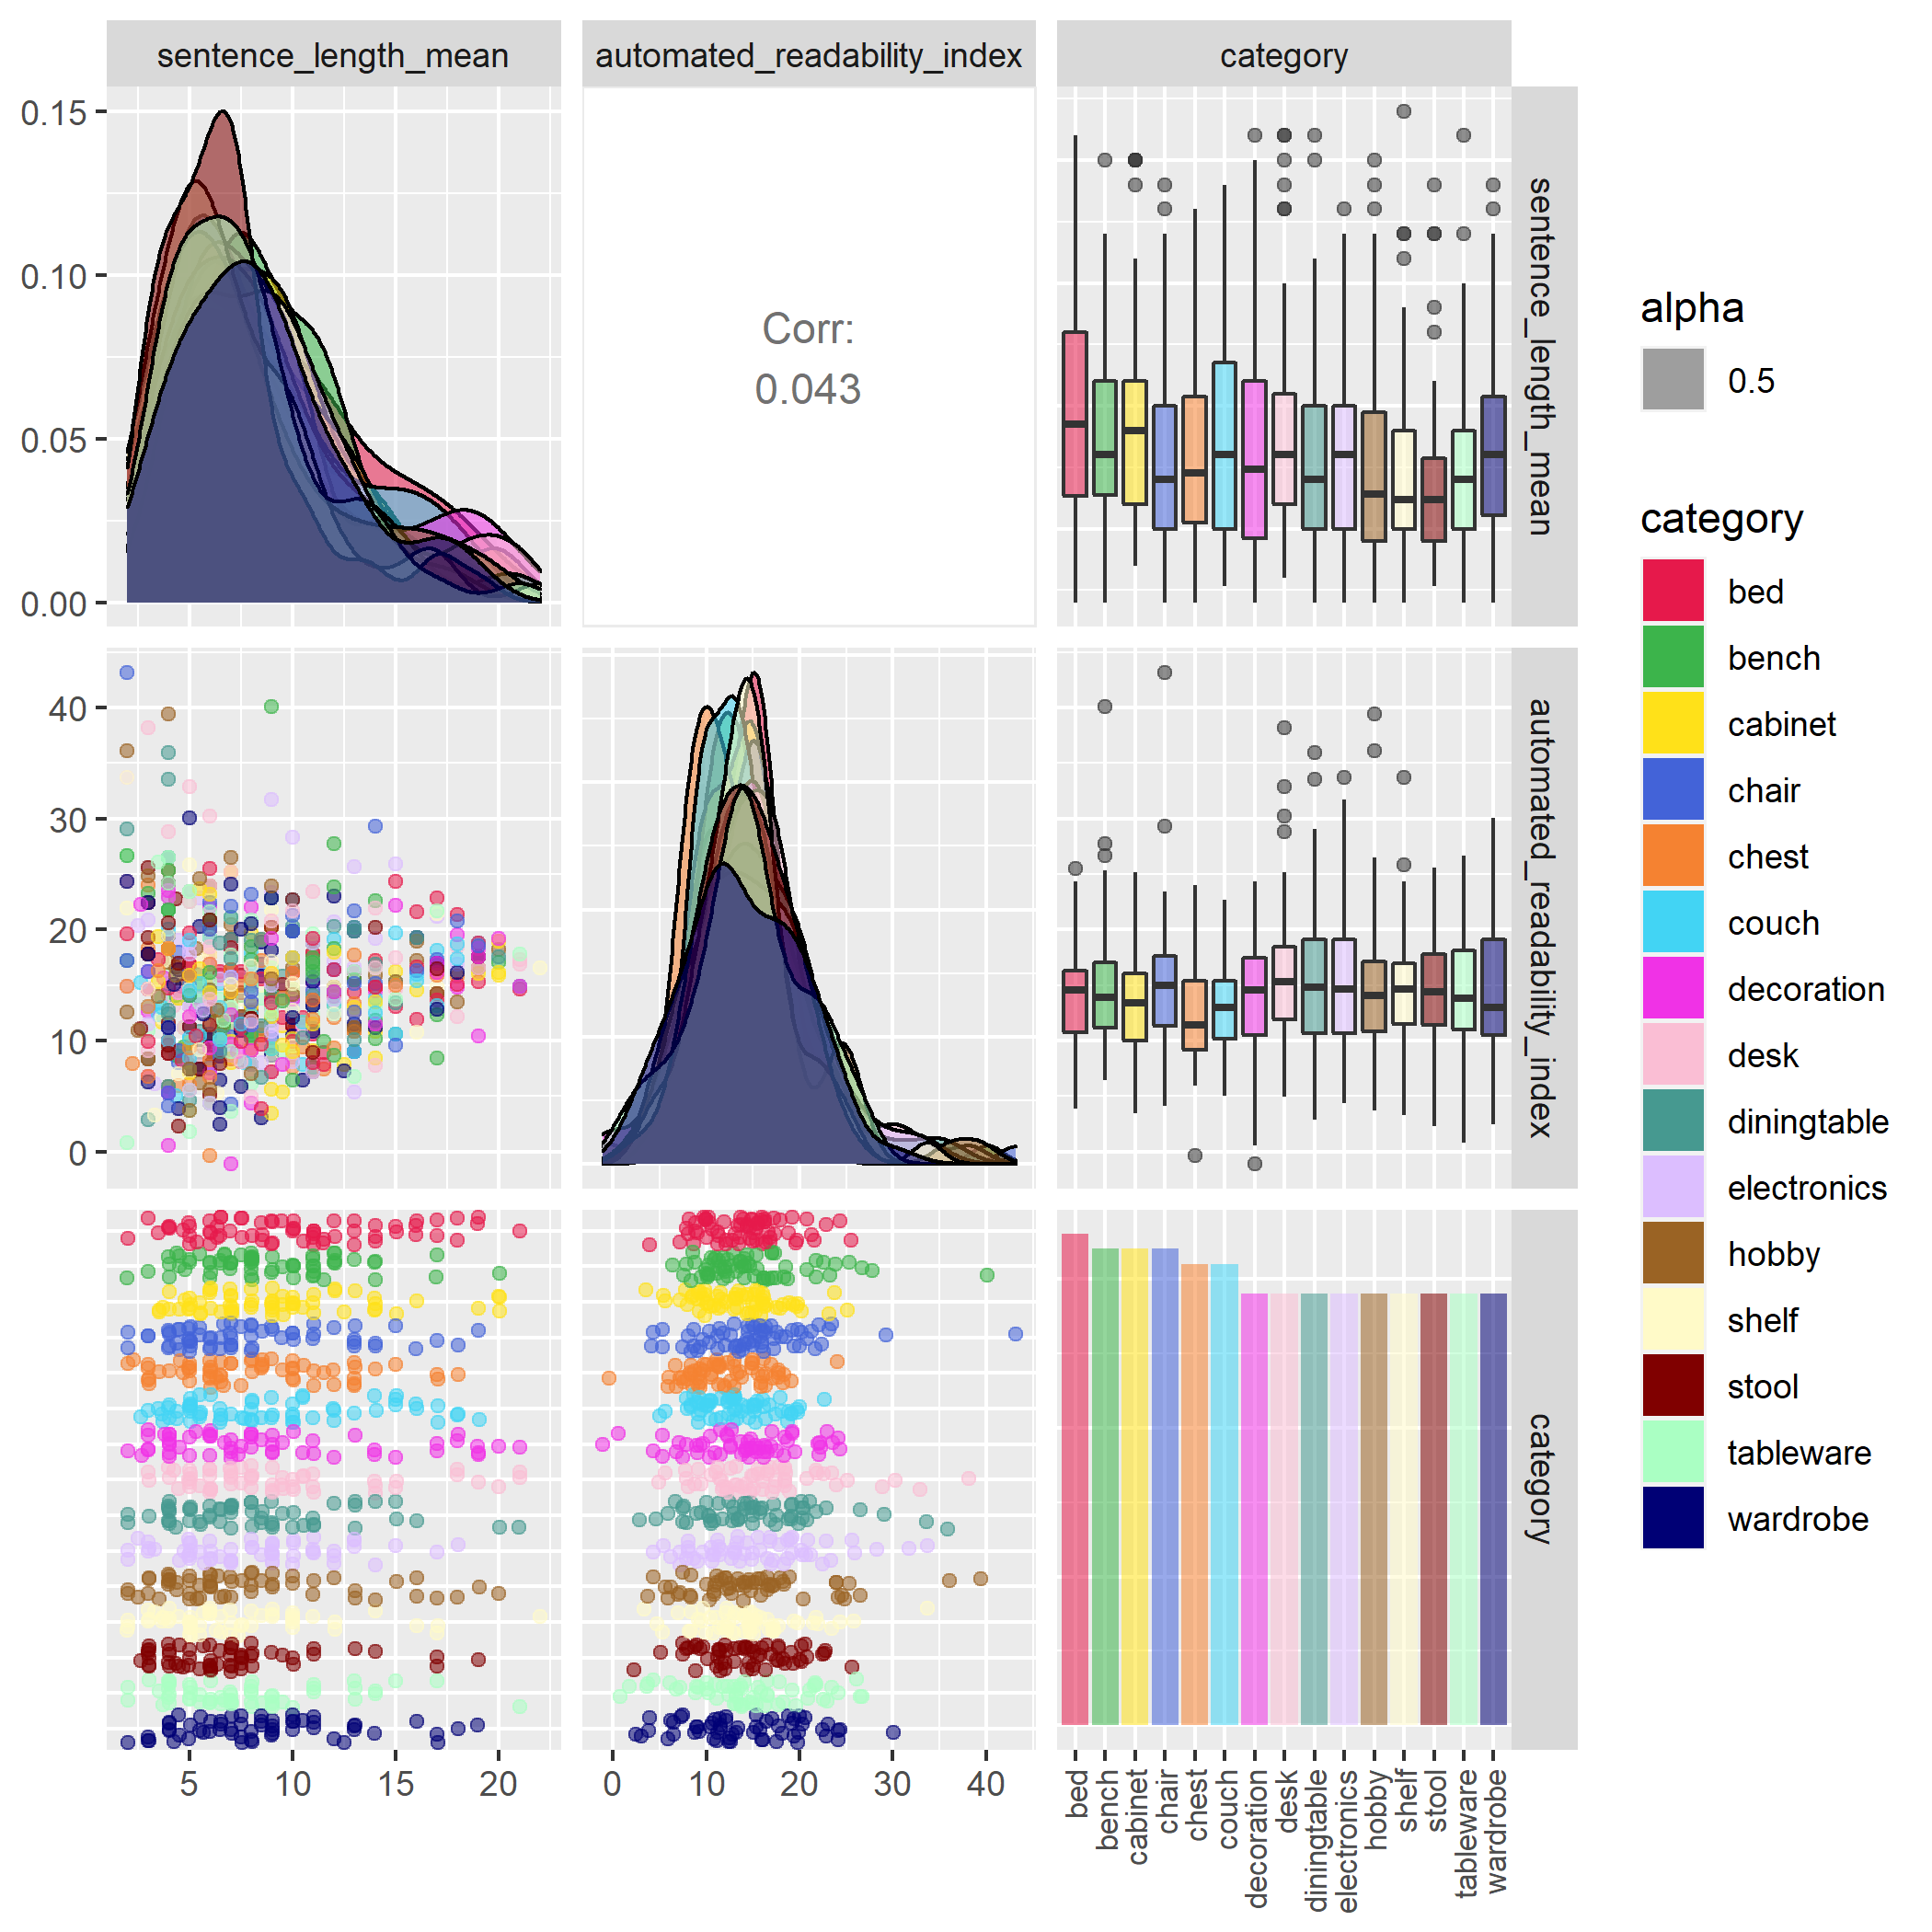 sentence_length_mean
automated_readability_index
category
0.15
0.10
0.05
0.00
Corr:
0.043
sentence_length_mean
40
30
20
10
0
automated_readability_index
category
5
10
15
20
0
10
20
30
40
bed
bench
cabinet
chair
chest
couch
decoration
desk
diningtable
electronics
hobby
shelf
stool
tableware
wardrobe
alpha
0.5
category
bed
bench
cabinet
chair
chest
couch
decoration
desk
diningtable
electronics
hobby
shelf
stool
tableware
wardrobe